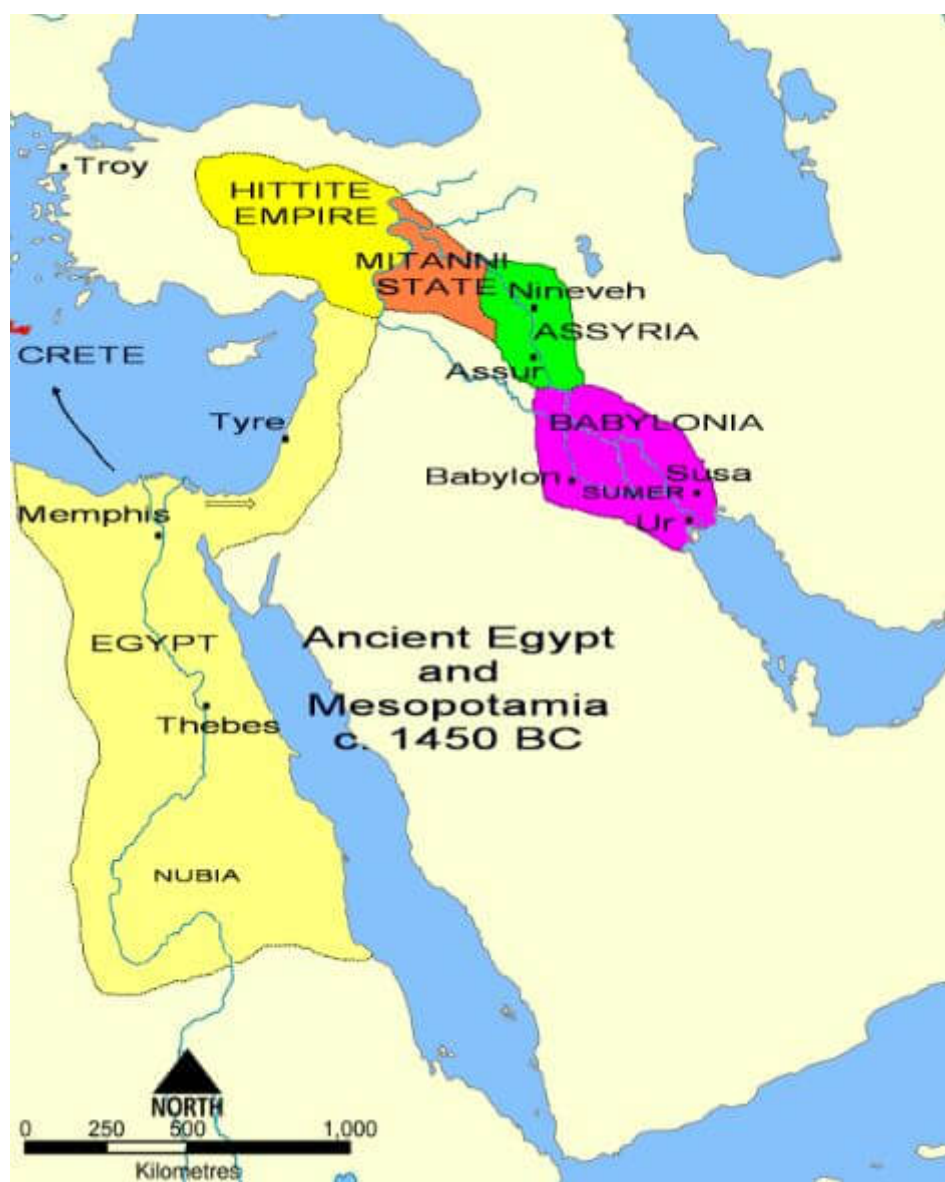 Troy
HITTITE
EMPIRE
MITANNI
STATE
Nineveh
ASSYRIA
CRETE
Assur
Tyre
BABYLONIA
Babylon
Susa
SUMER
Memphis
Ur
EGYPT
Ancient Egypt
and
Mesopotamia
c. 1450 BC
Thebes
NUBIA
NORTH
0 250 500 1,000
Kilometres